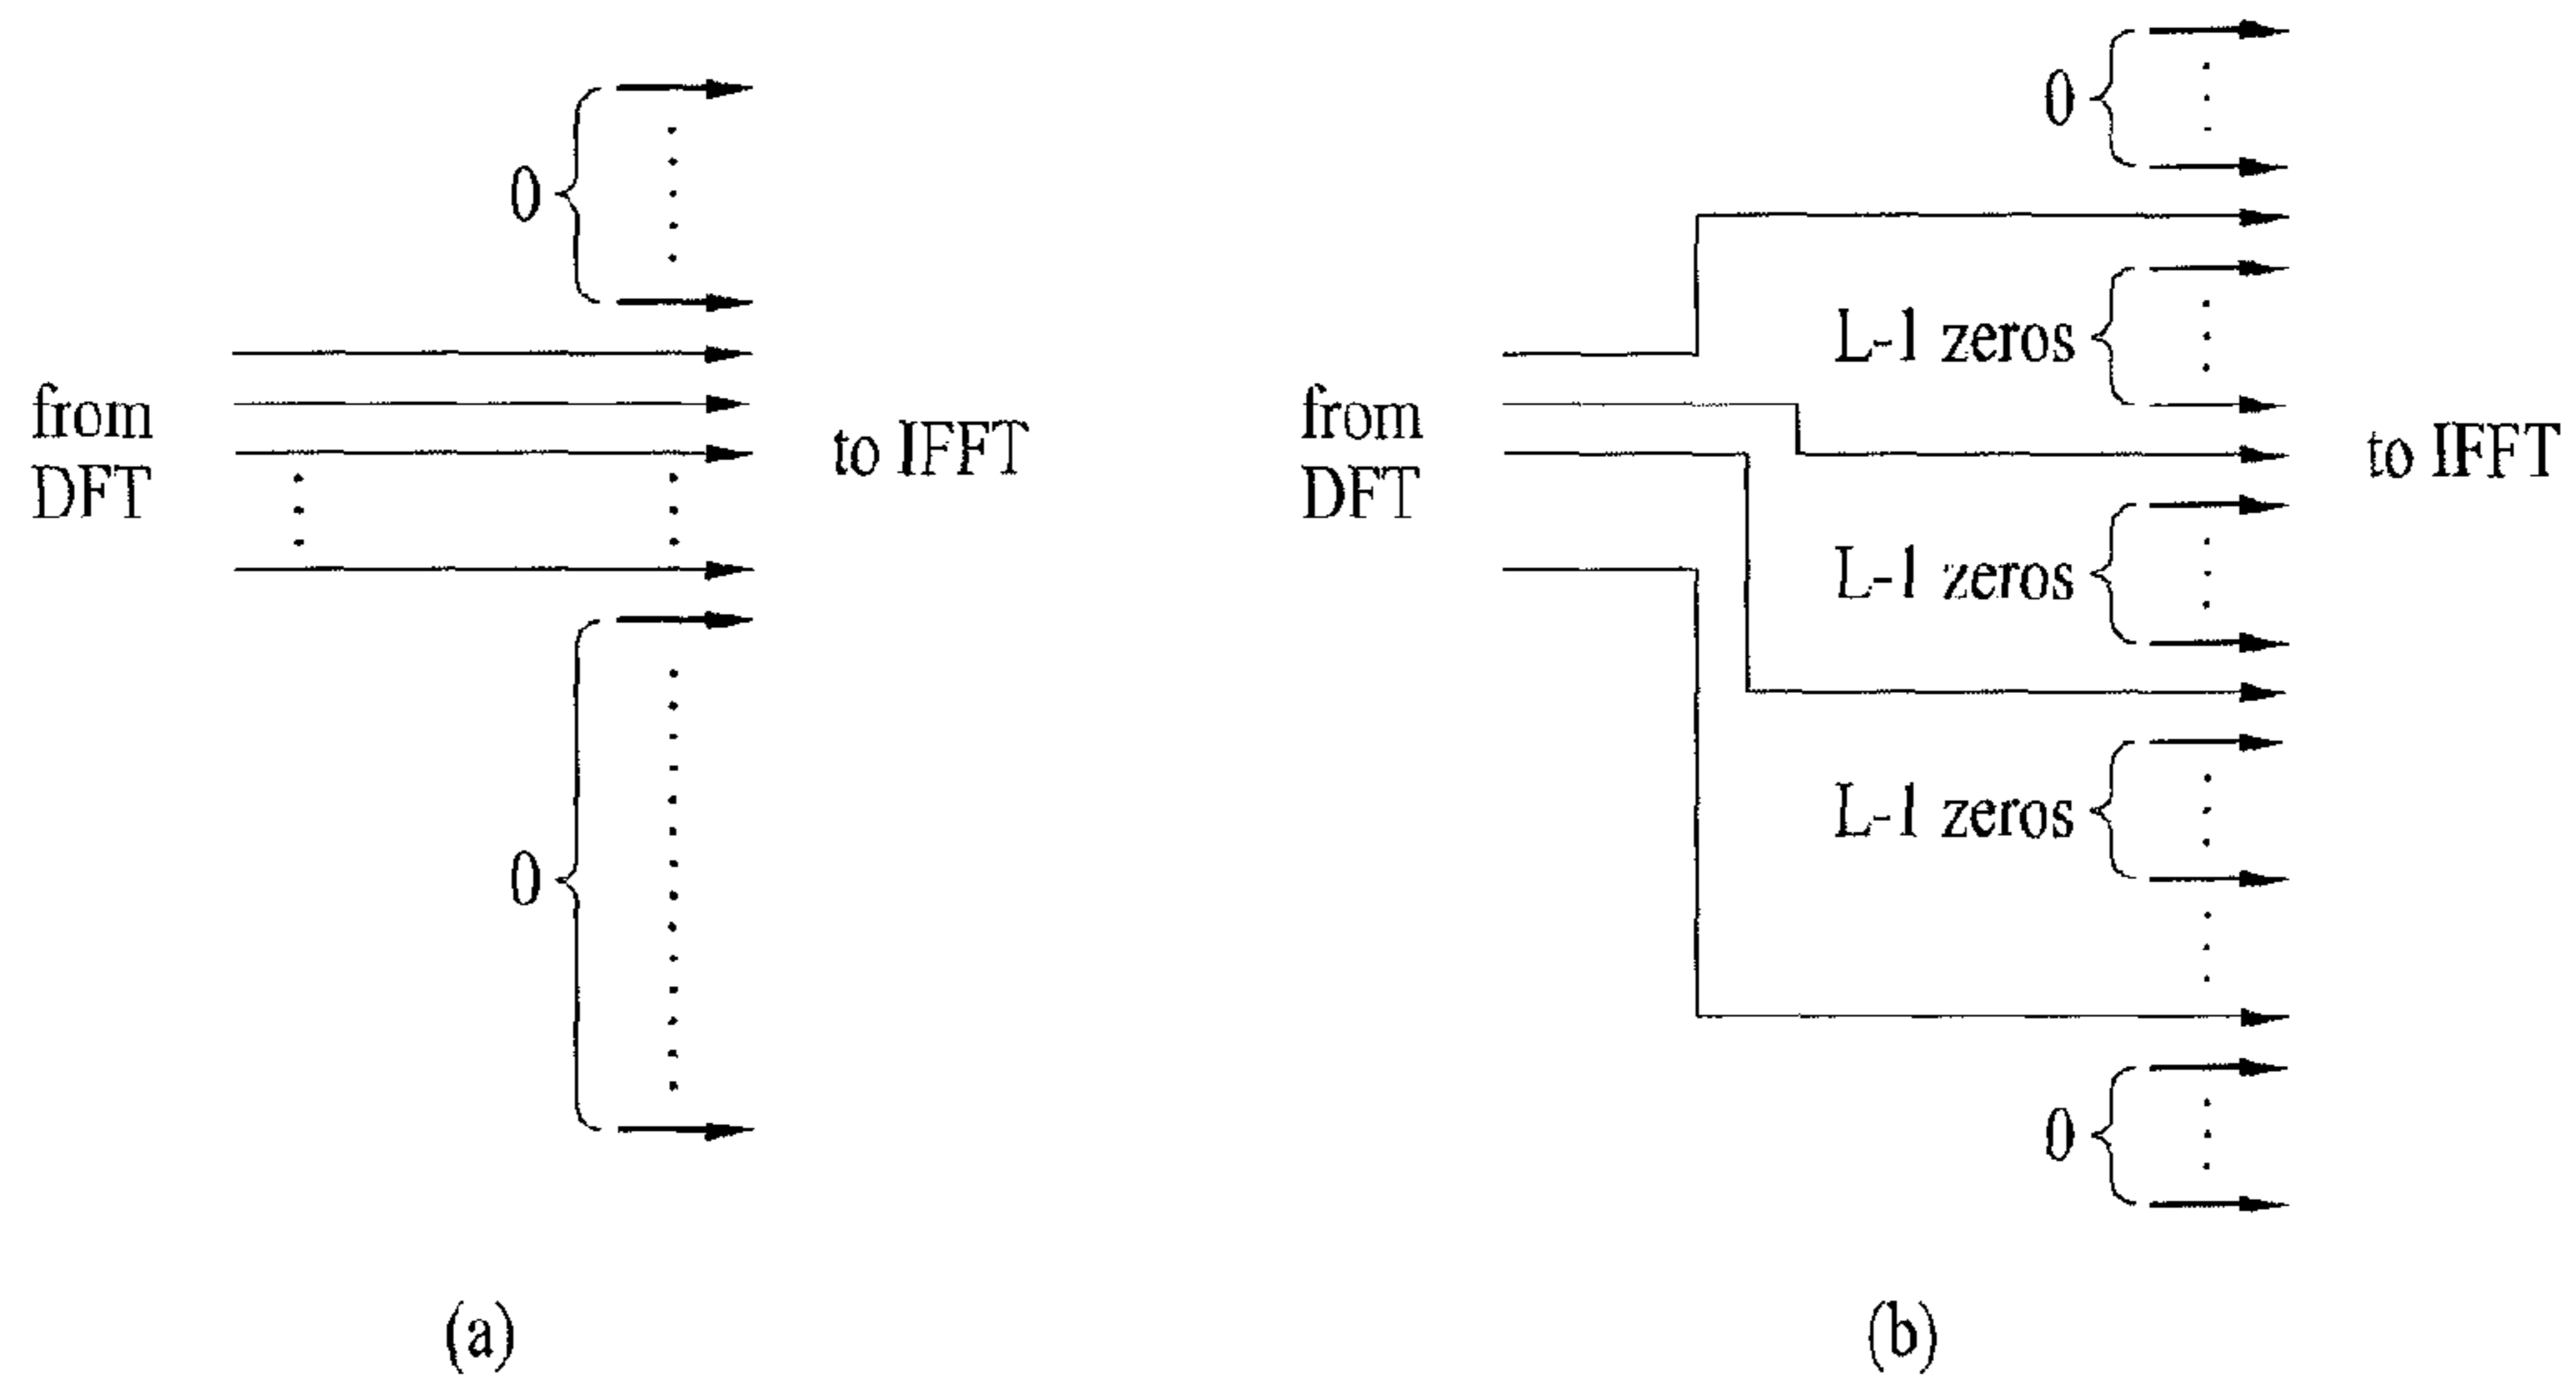 0
from
DFT
to IFFT
0
(a)
0
L-1 zeros
from
DFT
to IFFT
L-1 zeros
L-1 zeros
0
(b)